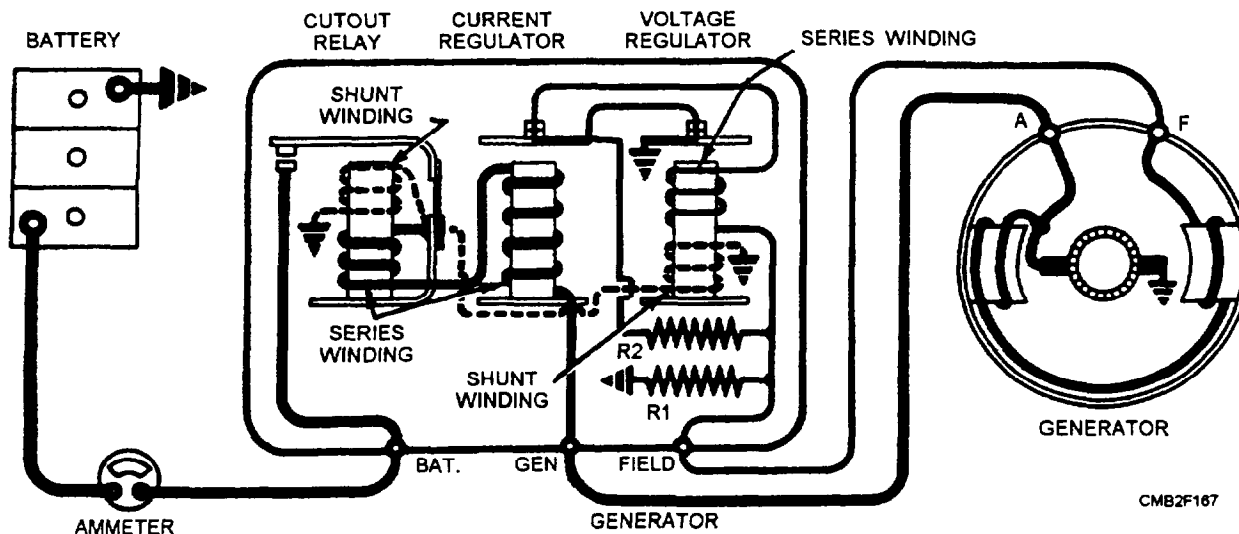 BATTERY
CUTOUT
RELAY
CURRENT
REGULATOR
VOLTAGE
REGULATOR
SERIES WINDING
SHUNT
WINDING
A
F
SERIES
WINDING
SHUNT
WINDING
R2
R1
GENERATOR
BAT.
GEN
FIELD
AMMETER
GENERATOR
CMB2F167